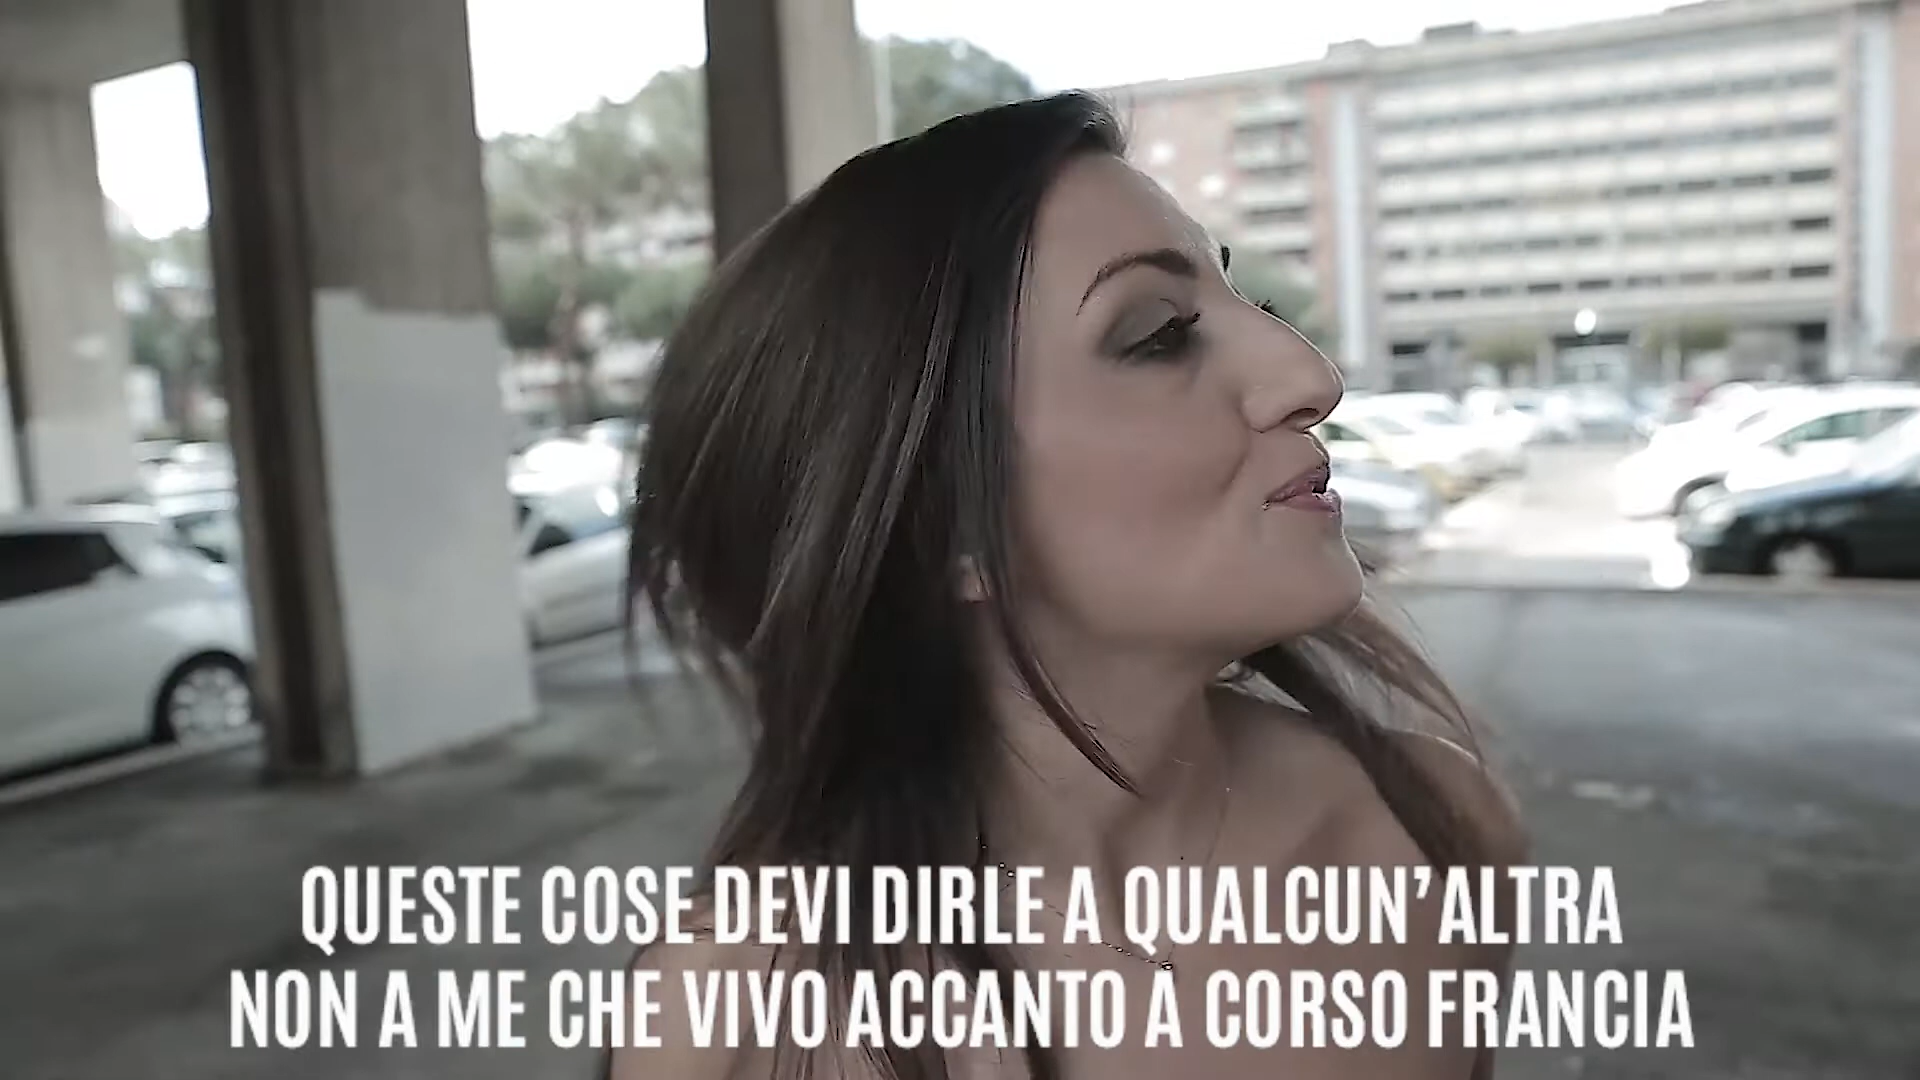 QUESTE COSE DEVI DIRLE A QUALCUN’ALTRA
NON A ME CHE VIVO ACCANTO A CORSO FRANCIA